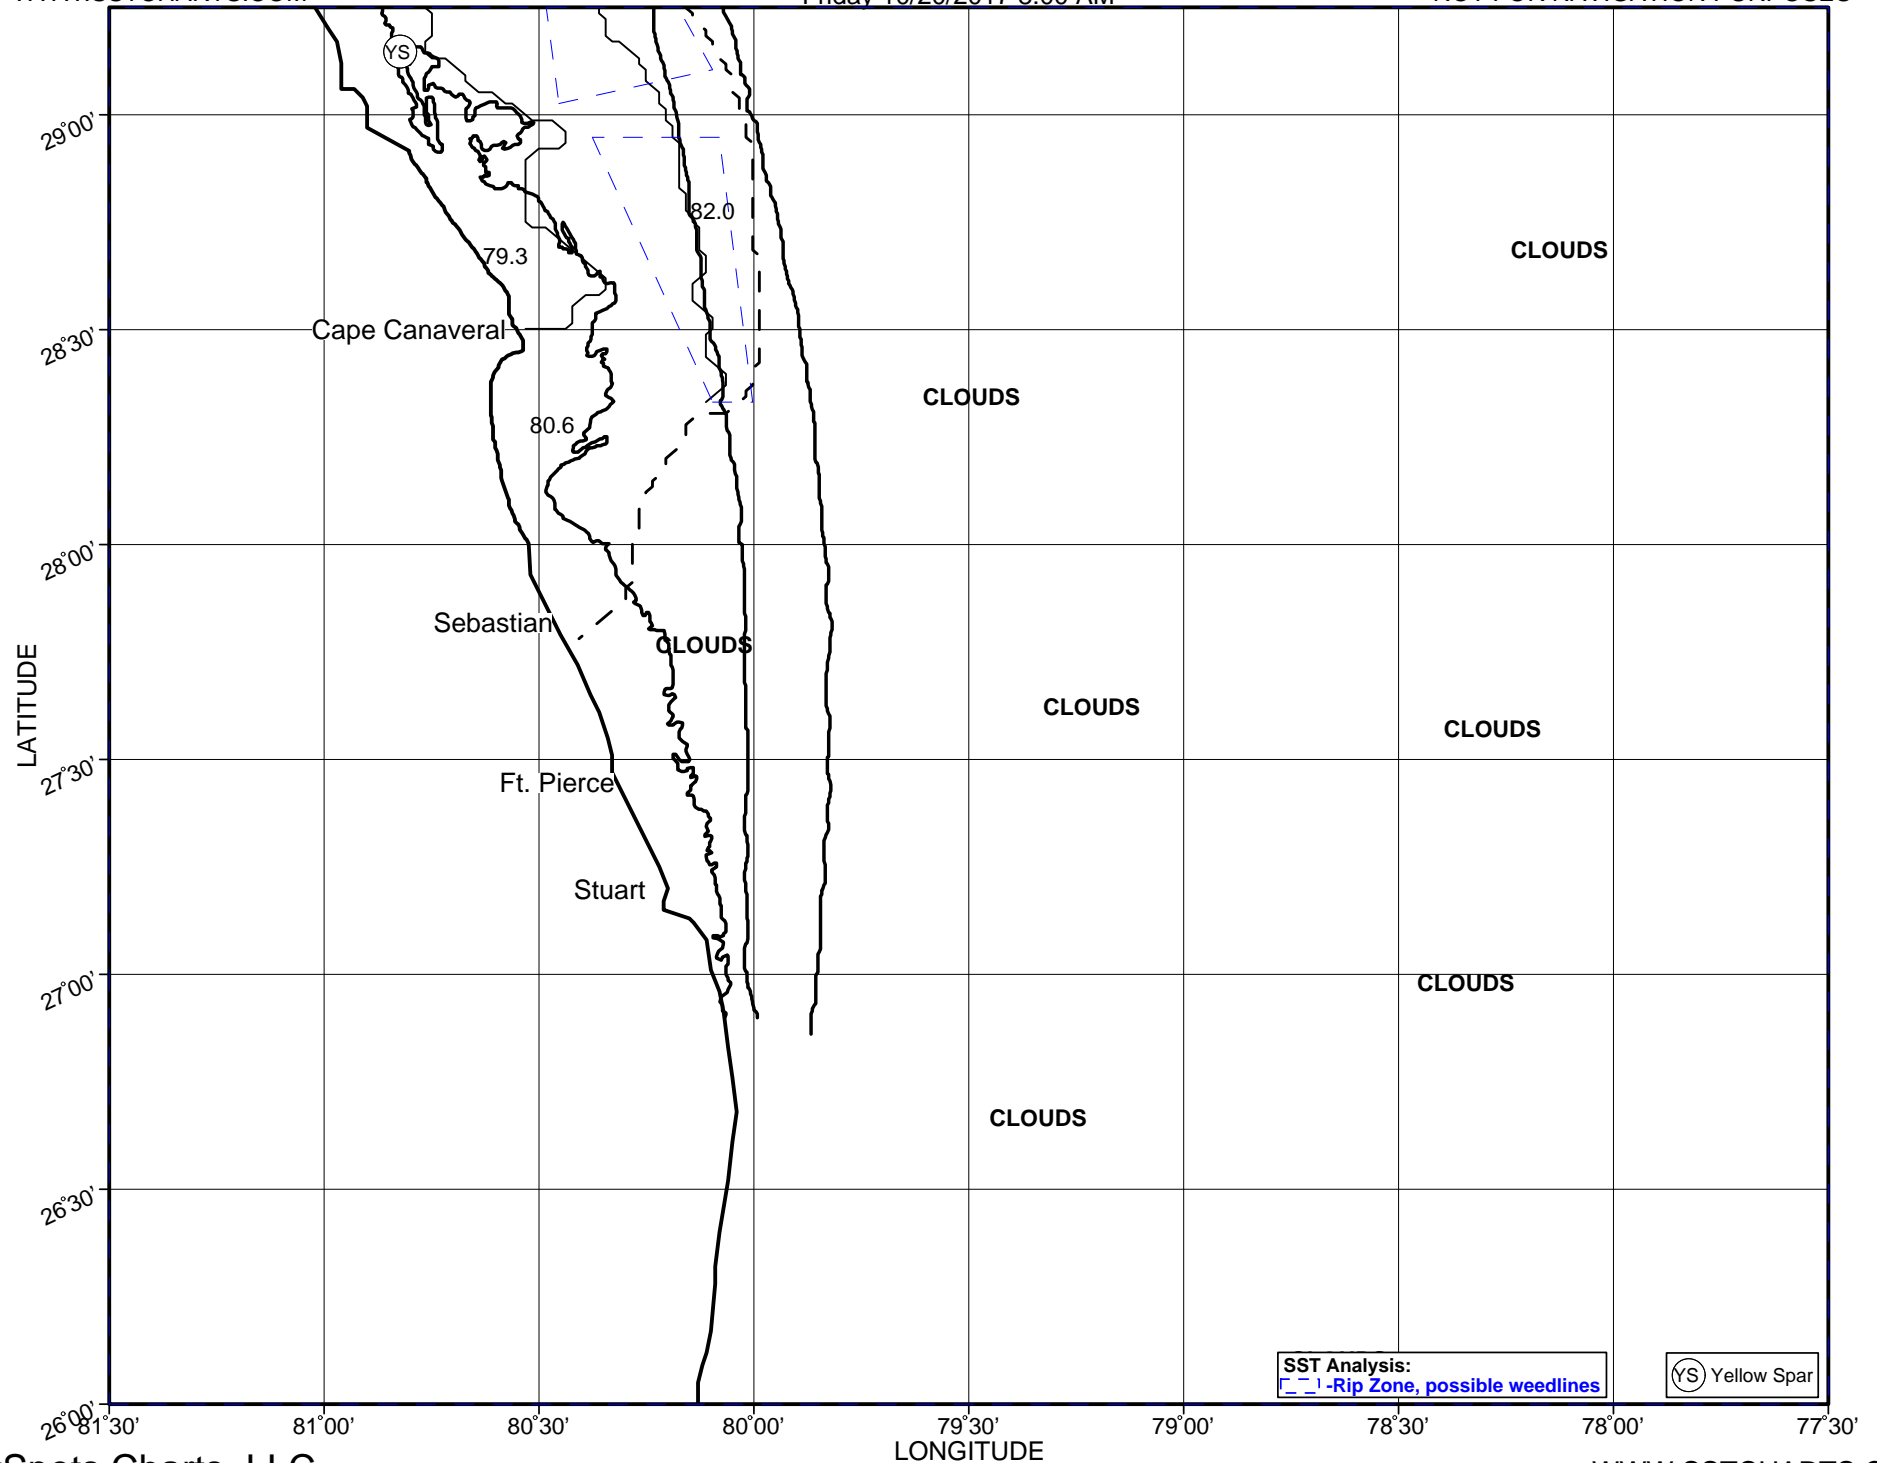 YS
29°00'
82.0
CLOUDS
79.3
Cape Canaveral
28°30'
CLOUDS
80.6
28°00'
Sebastian
CLOUDS
LATITUDE
CLOUDS
CLOUDS
27°30'
Ft. Pierce
Stuart
27°00'
CLOUDS
CLOUDS
26°30'
SST Analysis:
-Rip Zone, possible weedlines
YS Yellow Spar
26°00'
81°30' 81°00' 80°30' 80°00' 79°30' 79°00' 78°30' 78°00' 77°30'
LONGITUDE
Charts, LLC